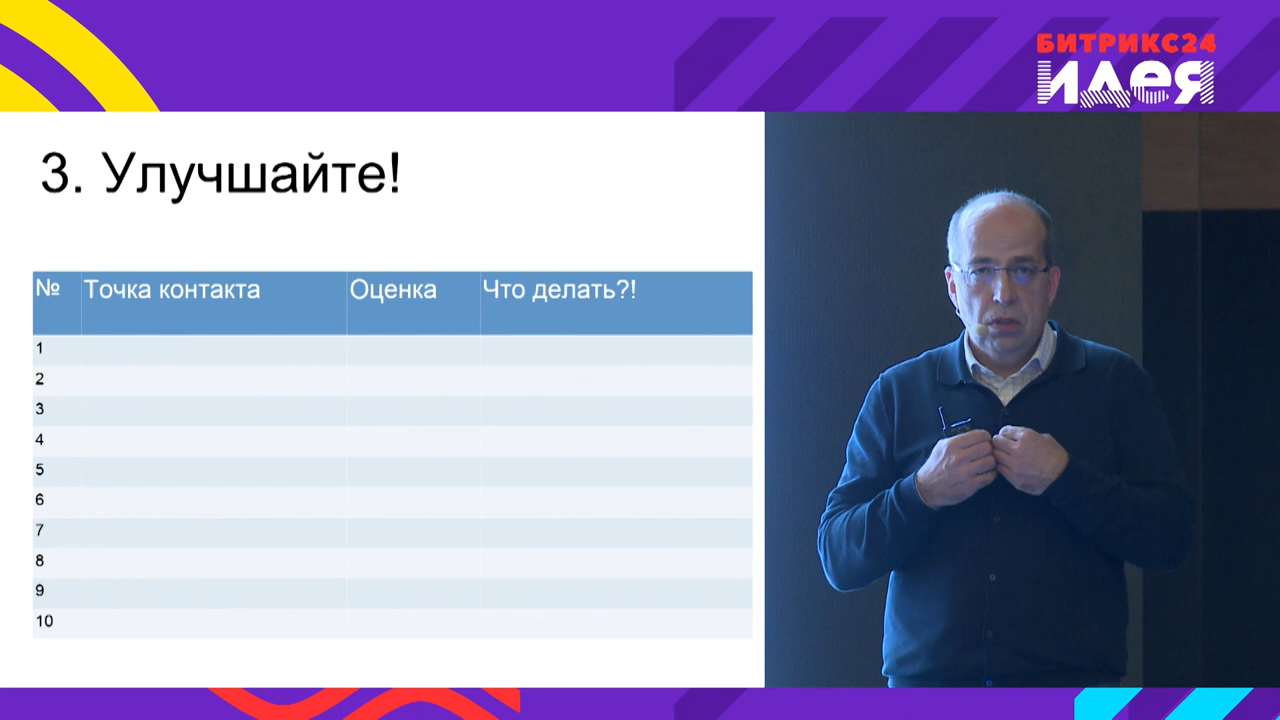 БИТРИКС24
идея
3. Улучшайте!
№ Точка контакта Оценка Что делать?!
1
2
3
4
5
6
7
8
9
10